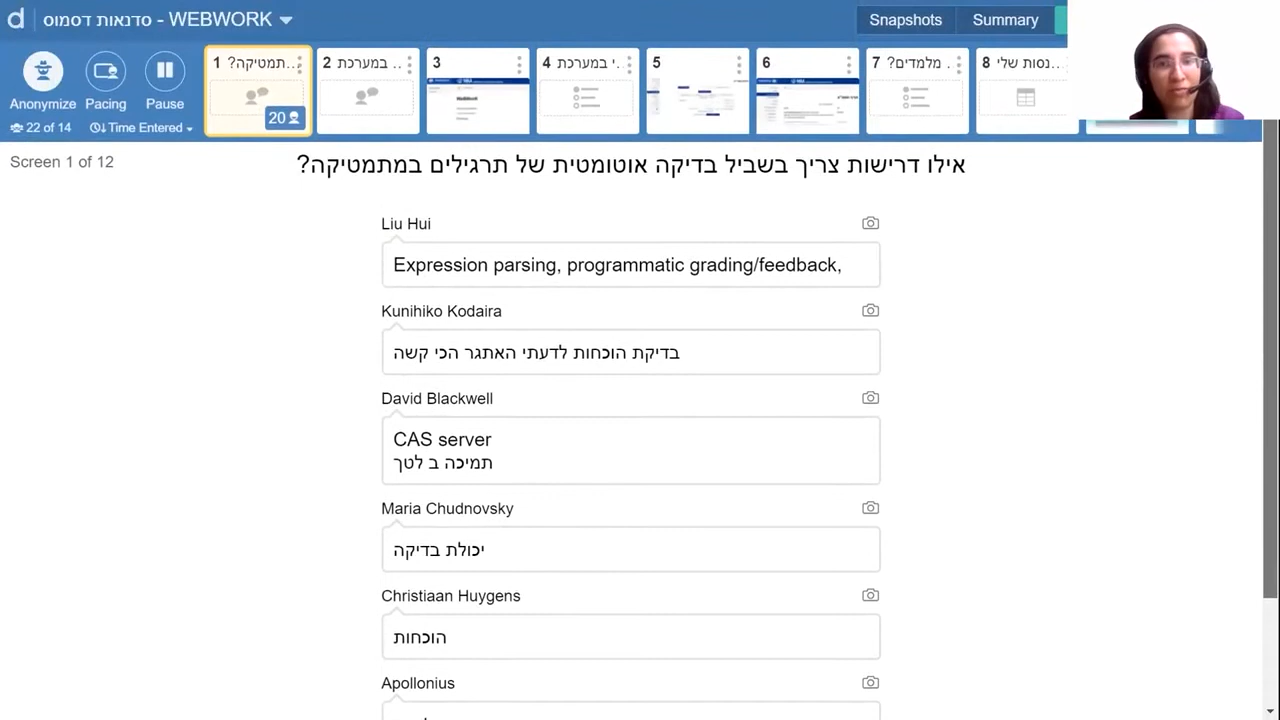 d סדנאות דסמוס - WEBWORK
Snapshots
Summary
Anonymize
Pacing
Pause
22 of 14
Time Entered
1 תמטיקה?...
20
2 במערכת ...
3
4 י במערכת...
5
6
7 מלמדים? .
8 נסות שלי...
Screen 1 of 12
אילו דרישות צריך בשביל בדיקה אוטומטית של תרגילים במתמטיקה?
Liu Hui
Expression parsing, programmatic grading/feedback,
Kunihiko Kodaira
בדיקת הוכחות לדעתי האתגר הכי קשה
David Blackwell
CAS server
תמיכה ב לטך
Maria Chudnovsky
יכולת בדיקה
Christiaan Huygens
הוכחות
Apollonius